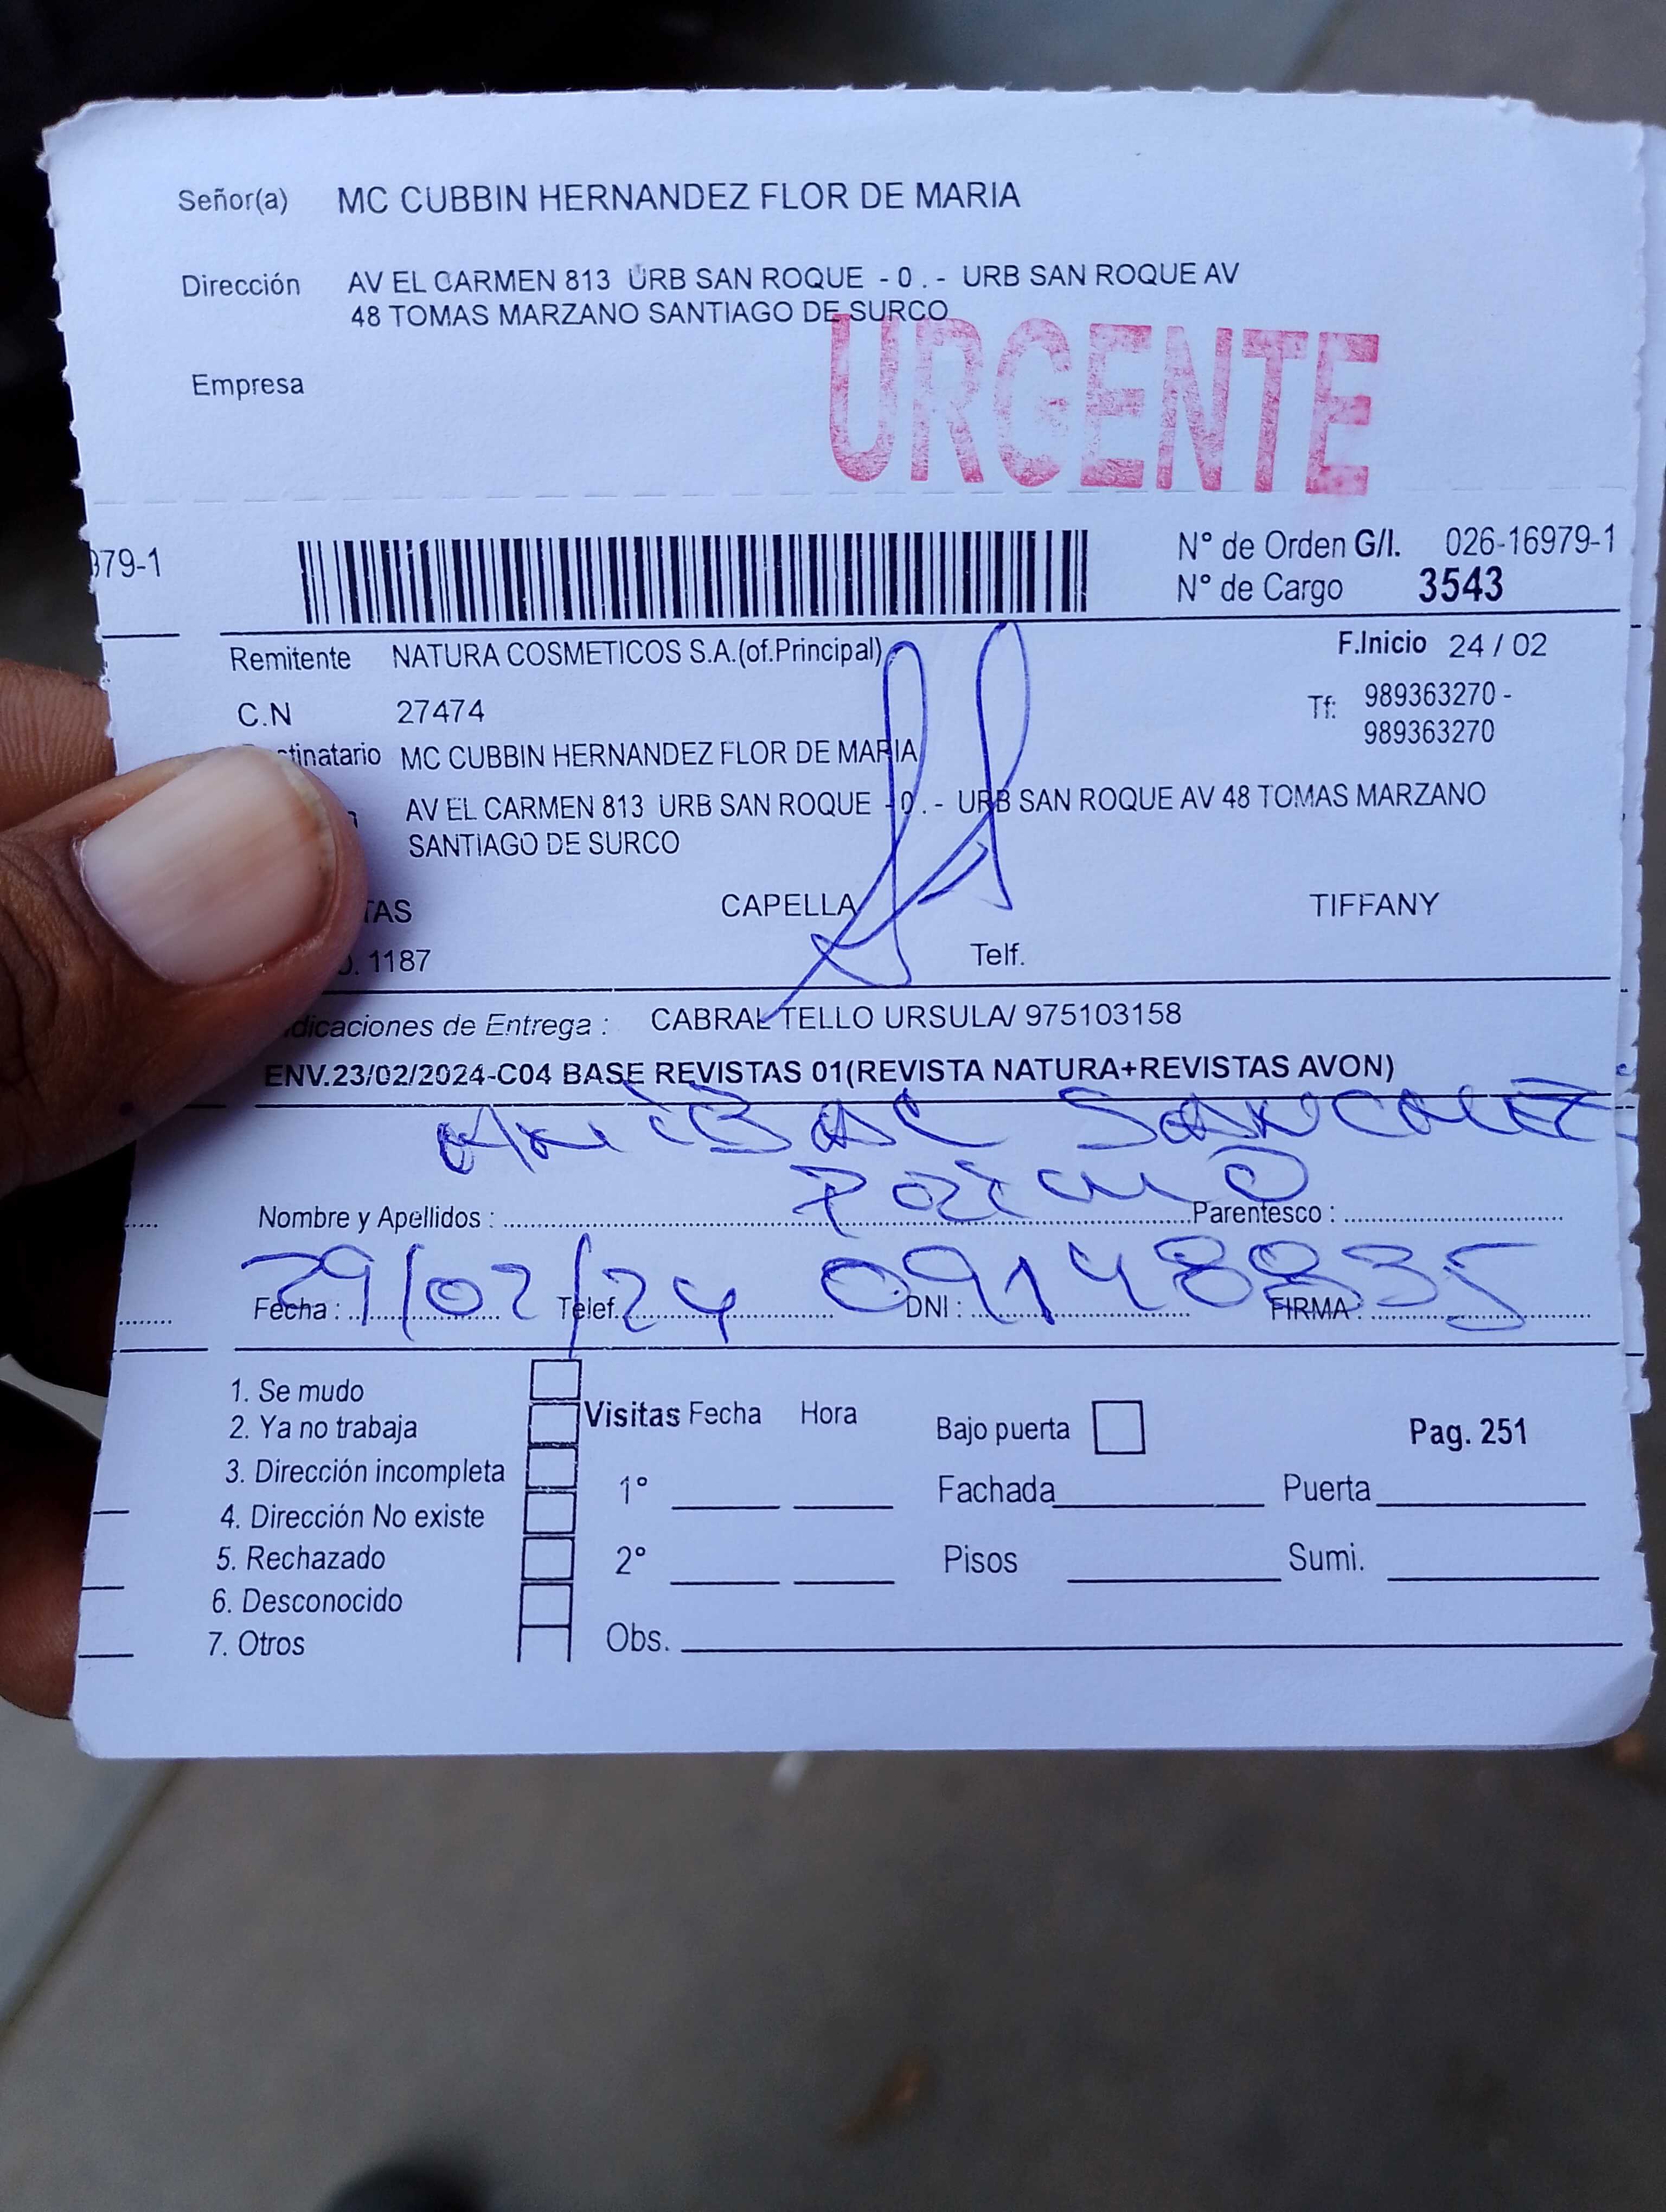 Señor(a) MC CUBBIN HERNANDEZ FLOR DE MARIA
Dirección AV EL CARMEN 813 URB SAN ROQUE - 0 . - URB SAN ROQUE AV
48 TOMAS MARZANO SANTIAGO DE SURCO
URGENTE
Empresa
979-1
N° de Orden G/I. 026-16979-1
N° de Cargo 3543
Remitente NATURA COSMETICOS S.A.(of.Principal)
F.Inicio 24 / 02
C.N 27474
Tf: 989363270 -
989363270
stinatario MC CUBBIN HERNANDEZ FLOR DE MARIA
AV EL CARMEN 813 URB SAN ROQUE - 0 . - URB SAN ROQUE AV 48 TOMAS MARZANO
SANTIAGO DE SURCO
TAS CAPELLA TIFFANY
. 1187 Telf.
dicaciones de Entrega : CABRAL TELLO URSULA/ 975103158
ENV.23/02/2024-C04 BASE REVISTAS 01(REVISTA NATURA+REVISTAS AVON)
Nombre y Apellidos : Parentesco :
29/02/24 09148835
Fecha : Telef. DNI : FIRMA :
1. Se mudo
2. Ya no trabaja
3. Dirección incompleta
4. Dirección No existe
5. Rechazado
6. Desconocido
7. Otros
Visitas Fecha Hora
1°
2°
Obs.
Bajo puerta Pag. 251
Fachada Puerta
Pisos Sumi.